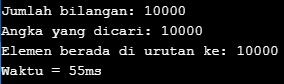 Jumlah bilangan: 10000
Angka yang dicari: 10000
Elemen berada di urutan ke: 10000
Waktu = 55ms